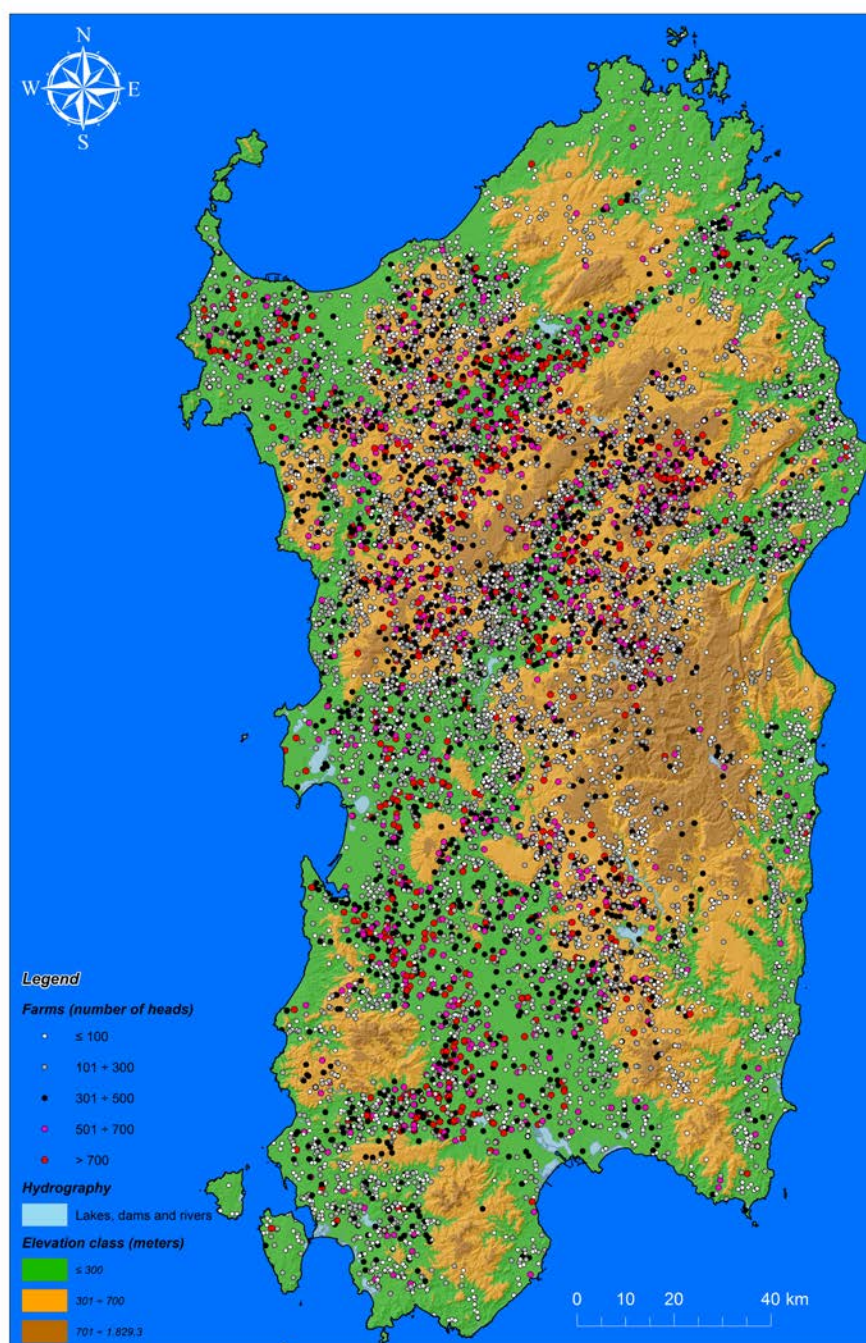 N
W E
S
Legend
Farms (number of heads)
≤ 100
101 ÷ 300
301 ÷ 500
501 ÷ 700
> 700
Hydrography
Lakes, dams and rivers
Elevation class (meters)
≤ 300
301 ÷ 700
701 ÷ 1.829.3
0 10 20 40 km